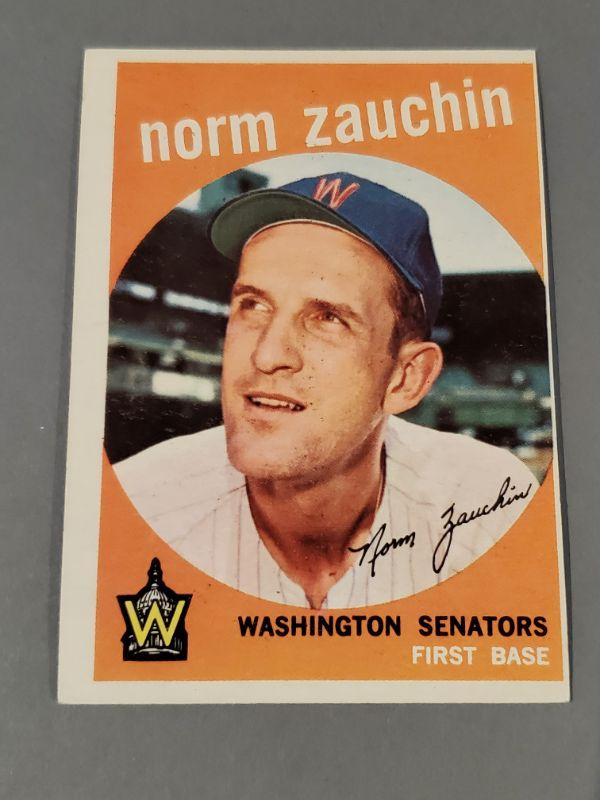 norm zauchin
W
Norm Zauchin
W
WASHINGTON SENATORS
FIRST BASE